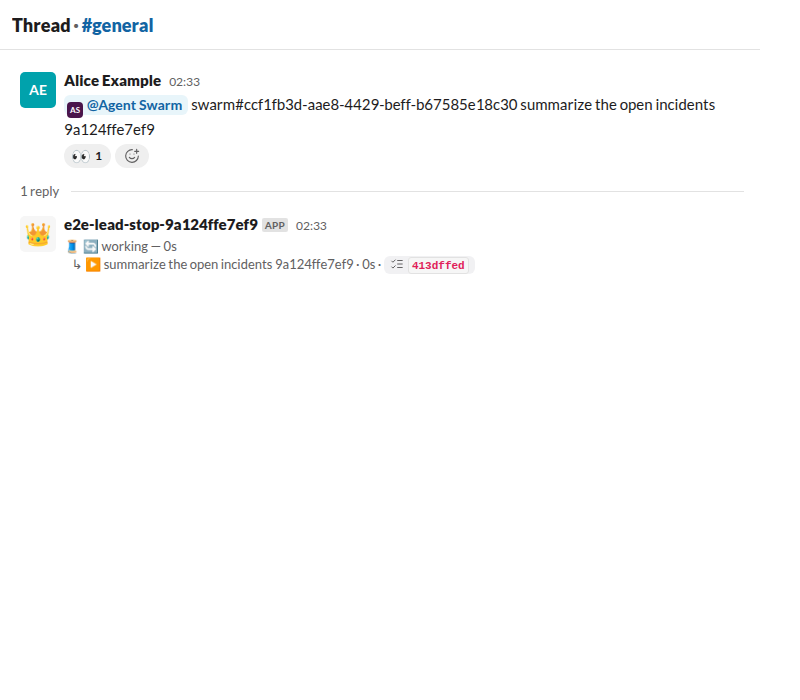 Thread · #general
AE
Alice Example 02:33
AS @Agent Swarm swarm#ccf1fb3d-aae8-4429-beff-b67585e18c30 summarize the open incidents
9a124ffe7ef9
👀 1
1 reply
e2e-lead-stop-9a124ffe7ef9 APP 02:33
🧵 🔄 working — 0s
↳ ▶️ summarize the open incidents 9a124ffe7ef9 · 0s · 413dffed